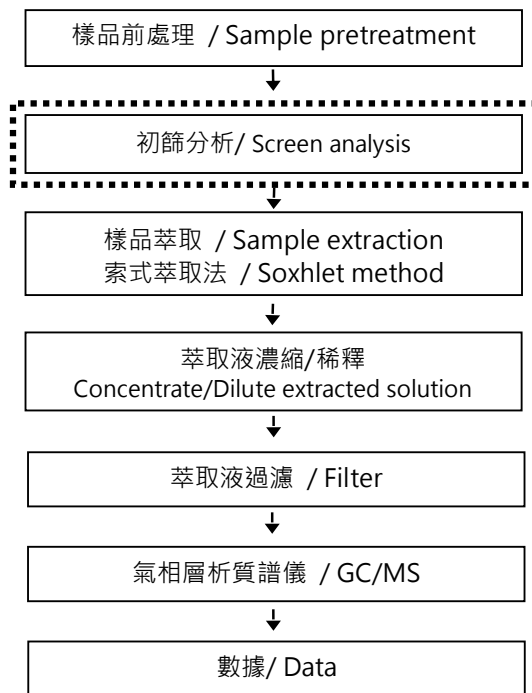 樣品前處理 / Sample pretreatment
初篩分析/ Screen analysis
樣品萃取 / Sample extraction
索式萃取法 / Soxhlet method
萃取液濃縮/稀釋
Concentrate/Dilute extracted solution
萃取液過濾 / Filter
氣相層析質譜儀 / GC/MS
數據/ Data